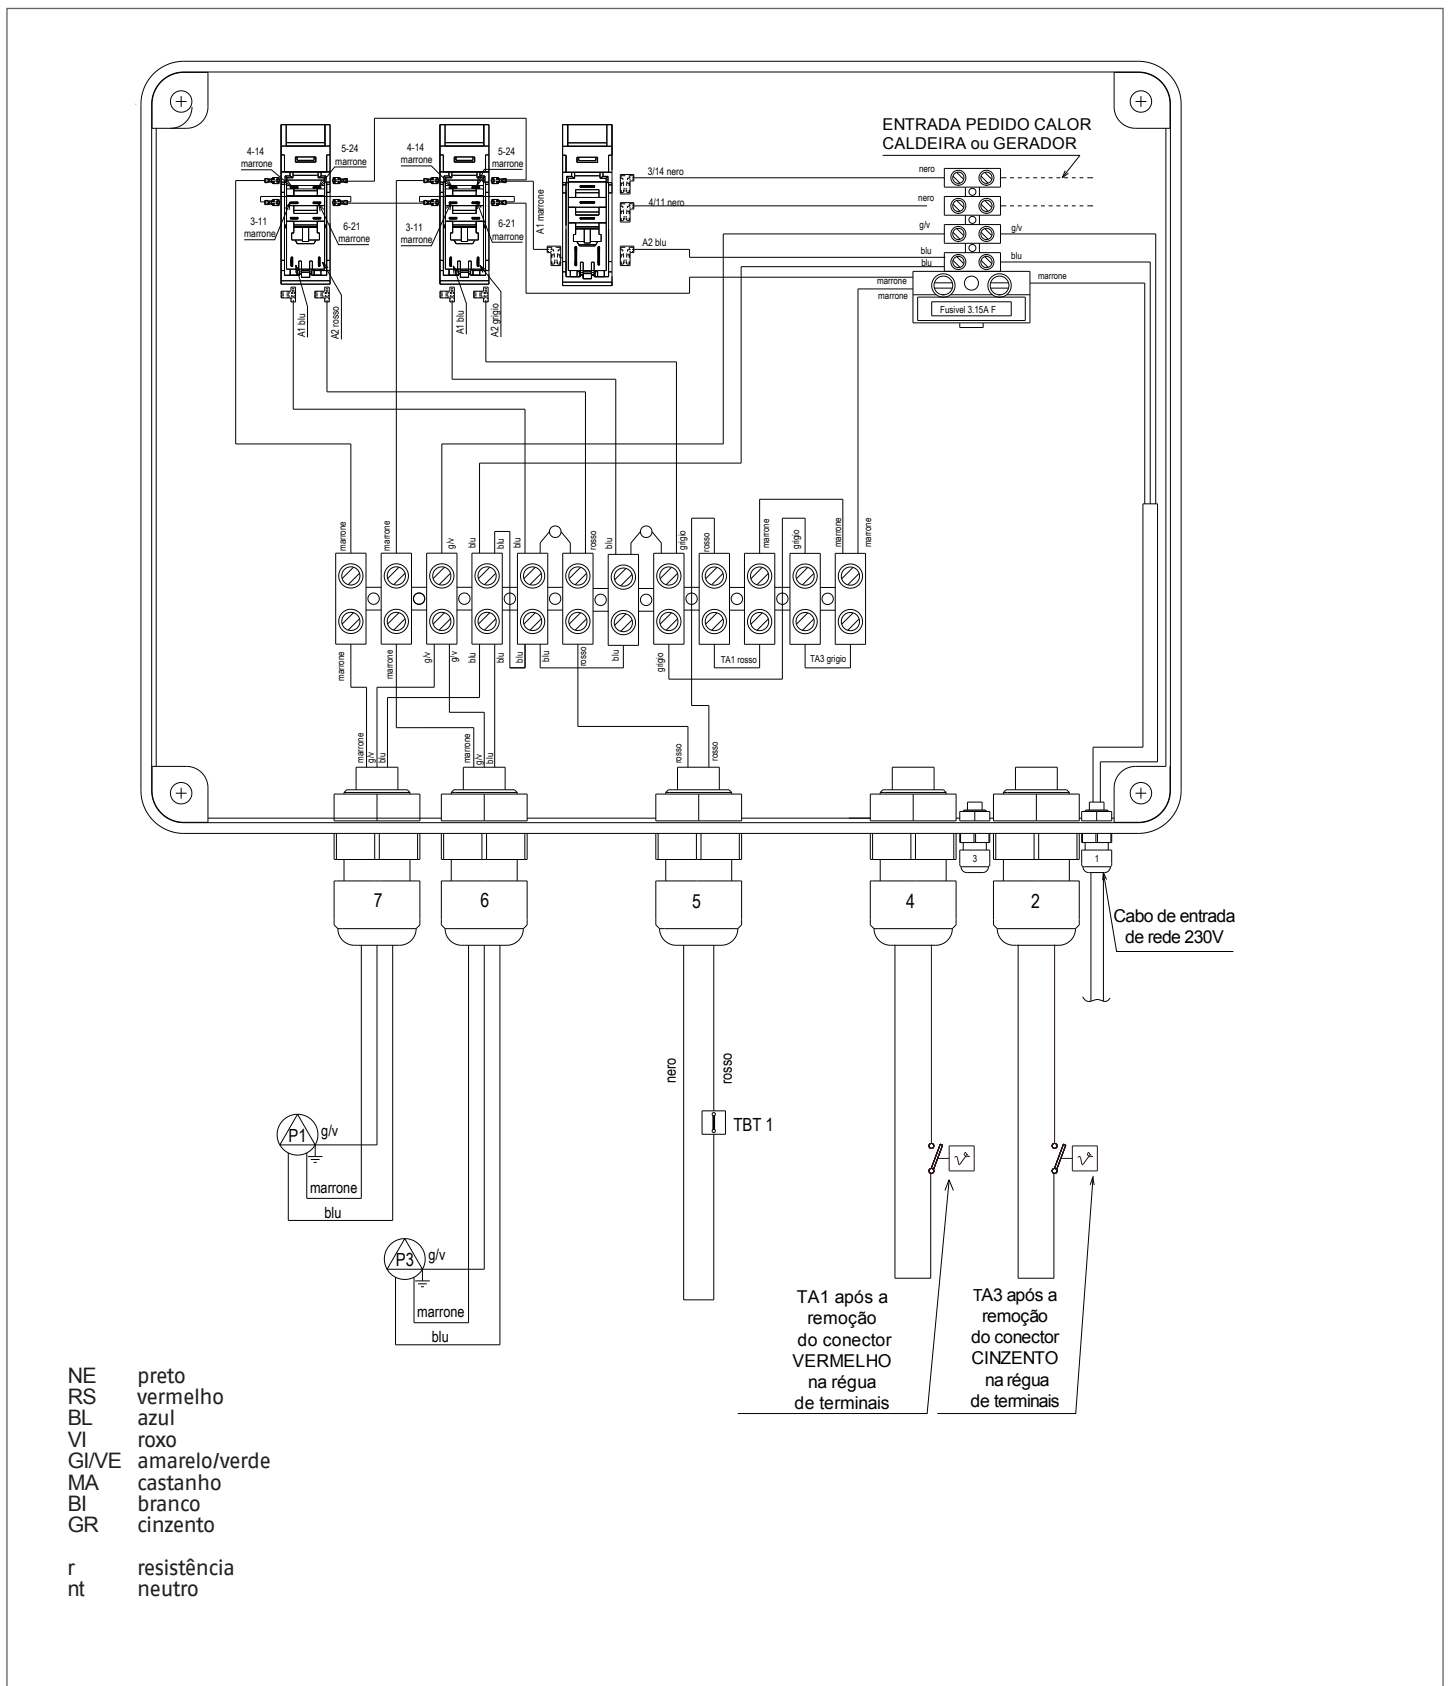 ENTRADA PEDIDO CALOR
CALDEIRA ou GERADOR
4-14
marrone
5-24
marrone
3-11
marrone
6-21
marrone
A1 blu
A2 rosso
4-14
marrone
5-24
marrone
3-11
marrone
6-21
marrone
A1 blu
A2 grigio
A1 marrone
3/14 nero
4/11 nero
A2 blu
nero
nero
g/v
g/v
blu
blu
blu
marrone
marrone
marrone
Fusivel 3.15A F
marrone
marrone
g/v
blu
blu
blu
rosso
blu
grigio
rosso
marrone
grigio
marrone
marrone
marrone
marrone
g/v
g/v
blu
blu
blu
blu
rosso
blu
grigio
TA1 rosso
TA3 grigio
marrone
g/v
blu
marrone
g/v
blu
rosso
rosso
7
6
5
4
3
2
1
Cabo de entrada
de rede 230V
nero
rosso
TBT 1
P1
g/v
marrone
blu
P3
g/v
marrone
blu
TA1 após a
remoção
do conector
VERMELHO
na régua
de terminais
TA3 após a
remoção
do conector
CINZENTO
na régua
de terminais
NE preto
RS vermelho
BL azul
VI roxo
GI/VE amarelo/verde
MA castanho
BI branco
GR cinzento
r resistência
nt neutro